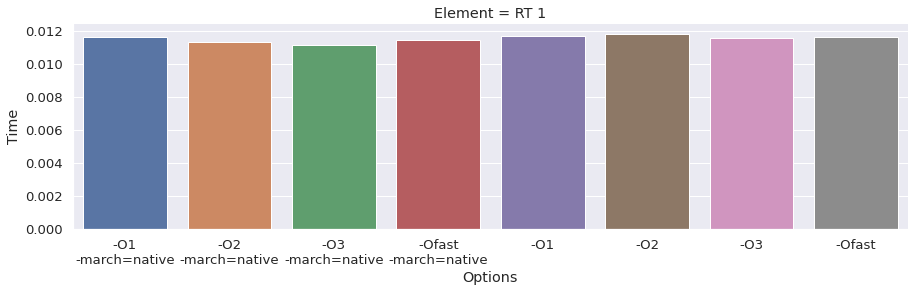 Element = RT 1
0.012
0.010
0.008
0.006
0.004
0.002
0.000
Time
-O1 -O2 -O3 -Ofast -O1 -O2 -O3 -Ofast
-march=native -march=native -march=native -march=native
Options